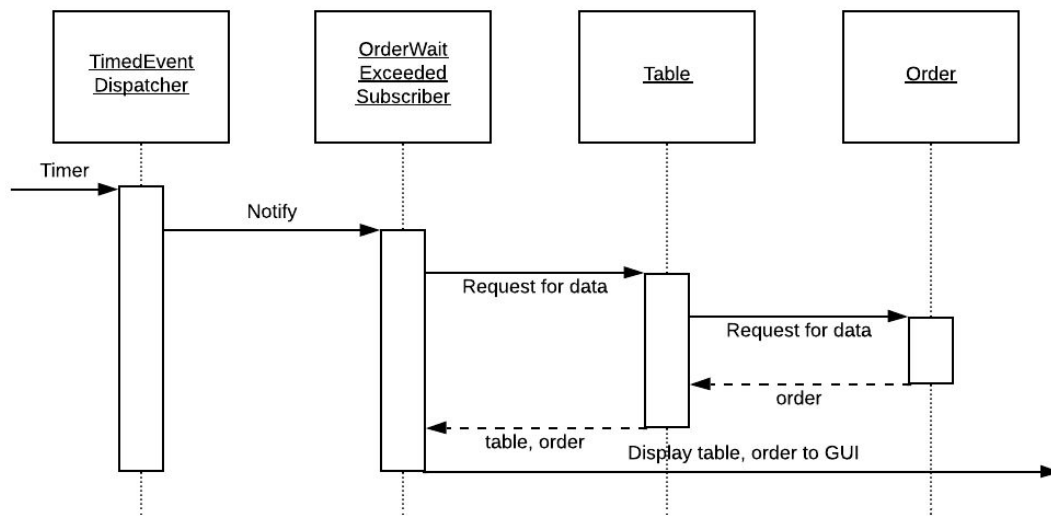 TimedEvent
Dispatcher
OrderWait
Exceeded
Subscriber
Table
Order
Timer
Notify
Request for data
Request for data
order
table, order
Display table, order to GUI